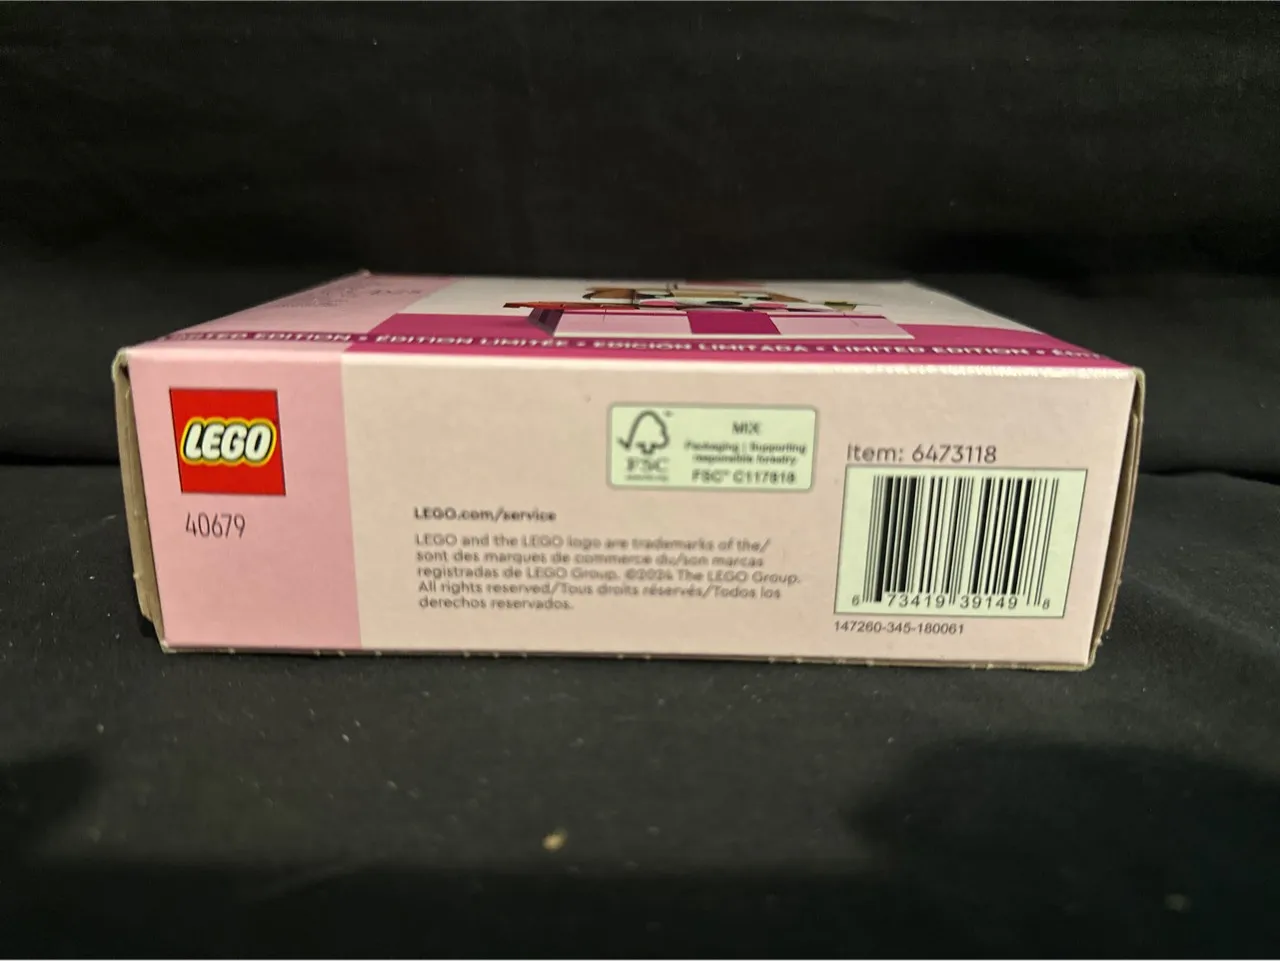 LIMITED EDITION • ÉDITION LIMITÉE • EDICIÓN LIMITADA • LIMITED EDITION •
LEGO
40679
MIX
Packaging | Supporting
responsible forestry
FSC
FSC™ C117818
Item: 6473118
LEGO.com/service
LEGO and the LEGO logo are trademarks of the/
sont des marques de commerce du/son marcas
registradas de LEGO Group. ©2024 The LEGO Group.
All rights reserved/Tous droits réservés/Todos los
derechos reservados.
6 73419 39149 8
147260-345-180061